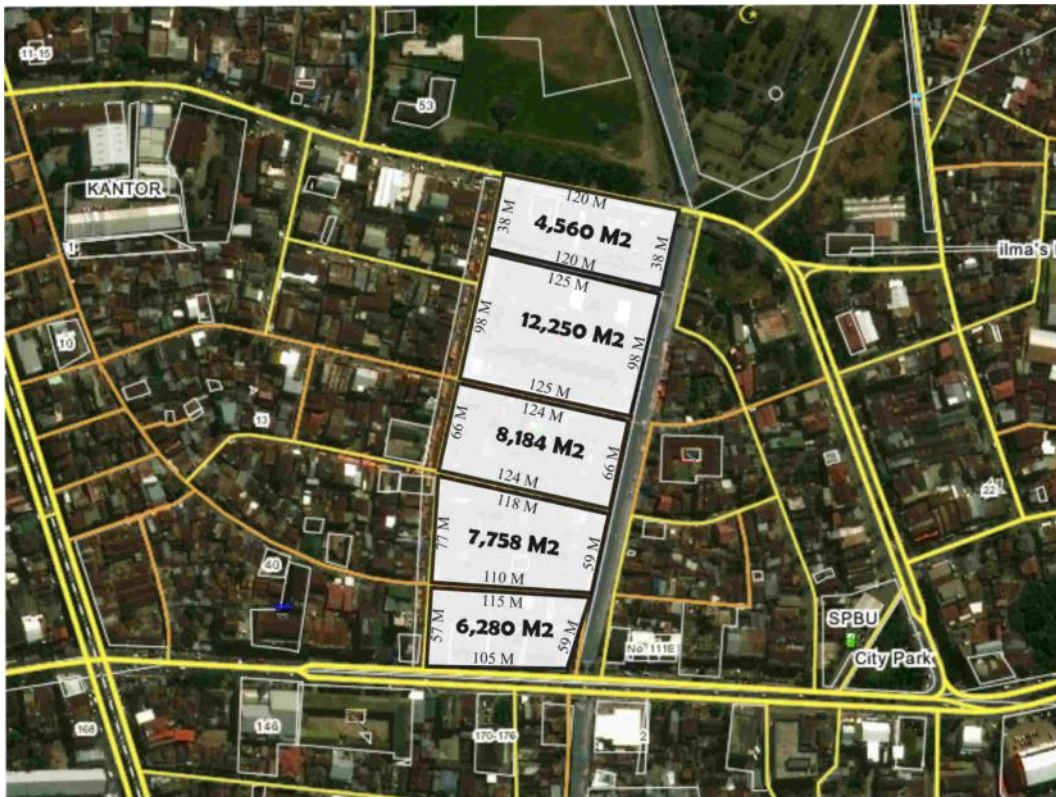 11-15
53
KANTOR
1
120 M
38 M
4,560 M2
38 M
120 M
125 M
98 M
12,250 M2
98 M
125 M
ilma's
10
13
124 M
66 M
8,184 M2
66 M
124 M
118 M
77 M
7,758 M2
59 M
110 M
22
40
115 M
57 M
6,280 M2
59 M
105 M
No 111E
SPBU
City Park
168
146
170-176
2